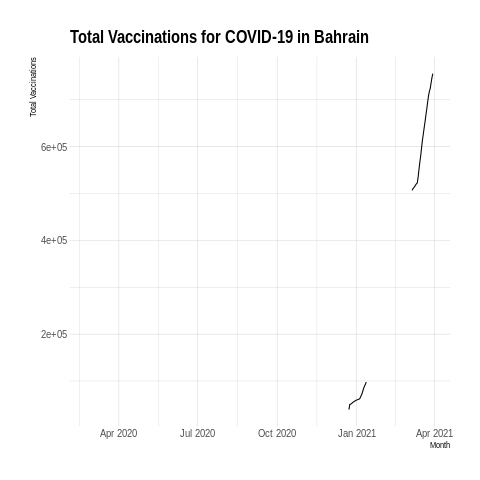 Total Vaccinations for COVID-19 in Bahrain
Total Vaccinations
6e+05
4e+05
2e+05
Apr 2020 Jul 2020 Oct 2020 Jan 2021 Apr 2021
Month